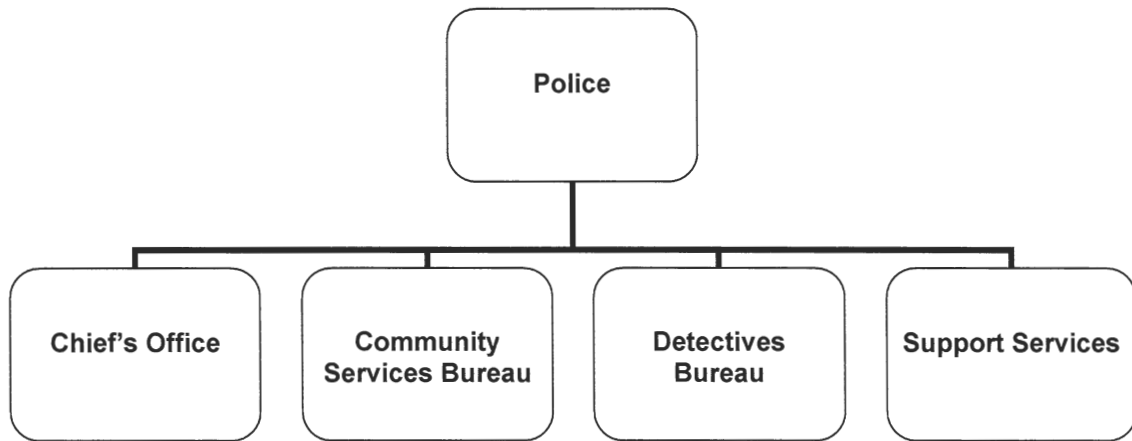 Police
Chief's Office
Community
Services Bureau
Detectives
Bureau
Support Services